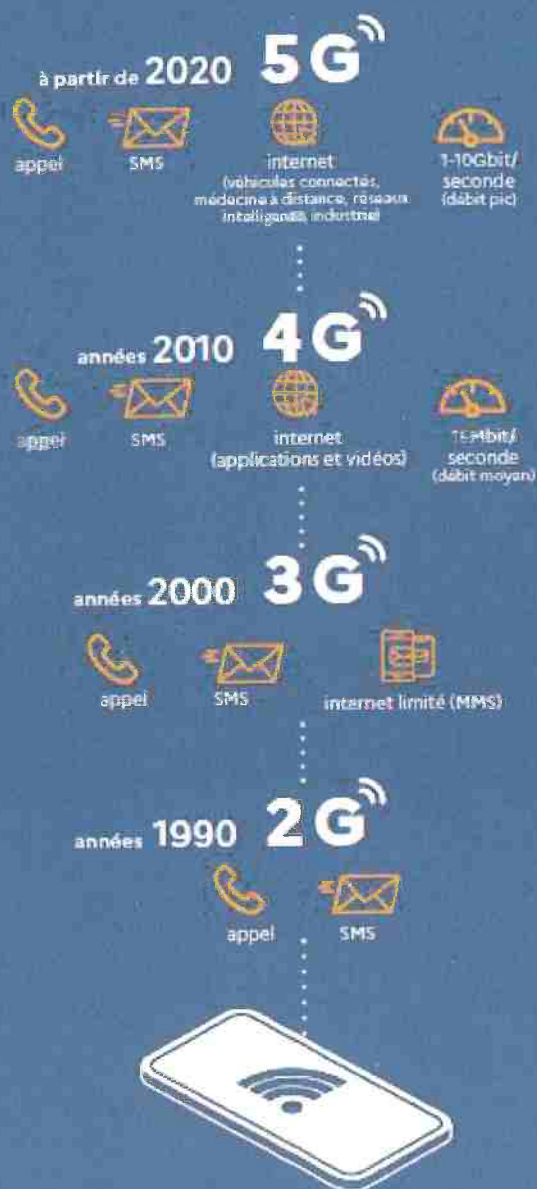 à partir de 2020 5G
appel
SMS
internet
(véhicules connectés,
médecine à distance, réseaux
intelligents, industrie)
1-10Gbit/
seconde
(débit pic)
années 2010 4G
appel
SMS
internet
(applications et vidéos)
seconde
(débit moyen)
années 2000 3G
appel
SMS
internet limité (MMS)
années 1990 2G
appel
SMS